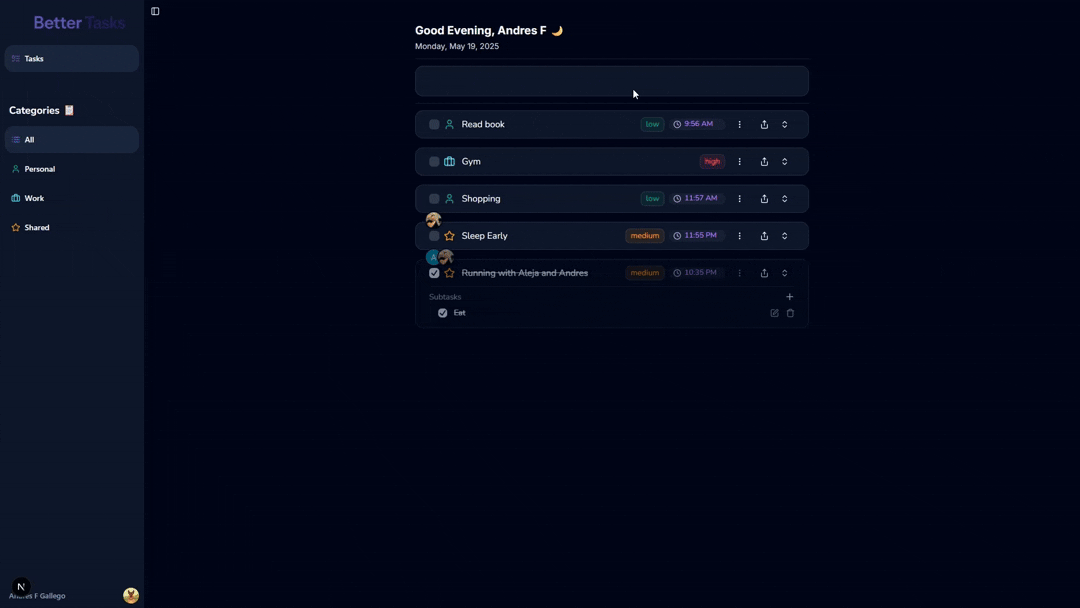 Better Tasks
Tasks
Categories
All
Personal
Work
Shared
Good Evening, Andres F
Monday, May 19, 2025
Read book low 9:56 AM
Gym high
Shopping low 11:57 AM
Sleep Early medium 11:55 PM
A
Running with Aleja and Andres medium 10:35 PM
Subtasks
Eat
N
Andres F Gallego